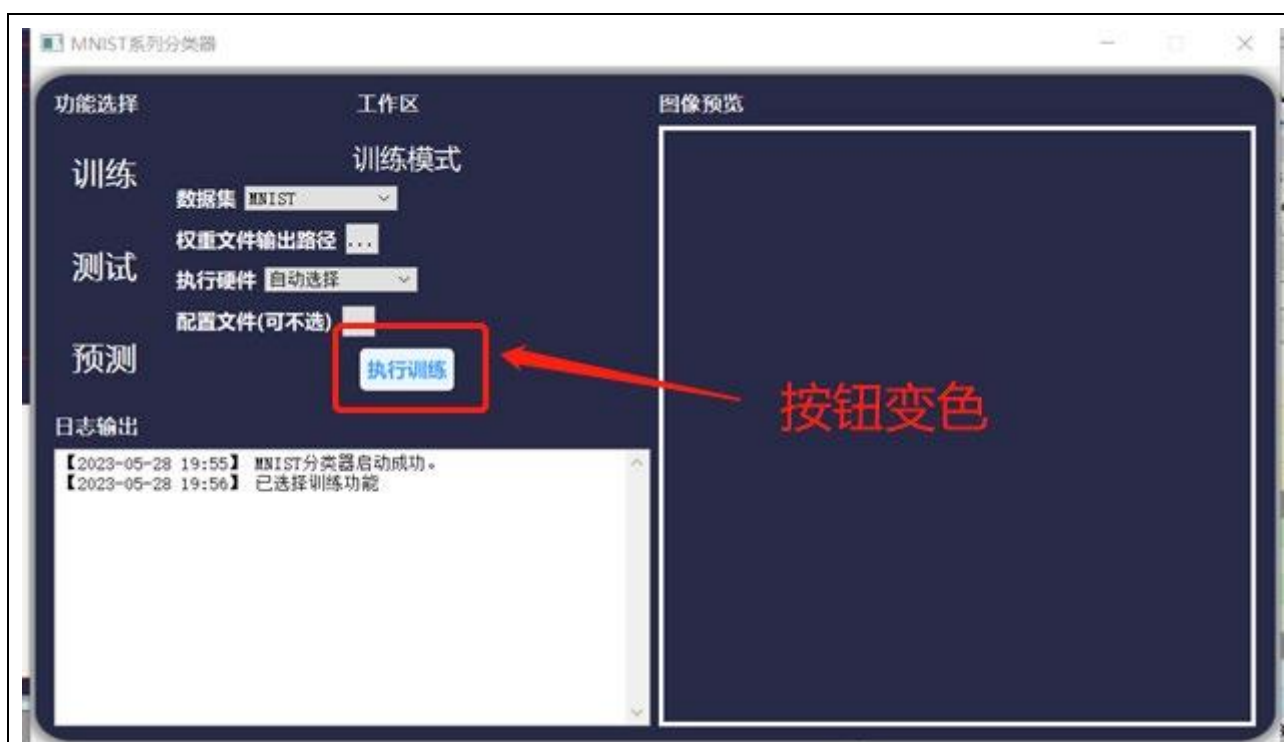 MNIST系列分类器
功能选择
工作区
图像预览
训练
训练模式
数据集 MNIST
权重文件输出路径 ...
测试
执行硬件 自动选择
配置文件(可不选)
预测
执行训练
按钮变色
日志输出
【2023-05-28 19:55】 MNIST分类器启动成功。
【2023-05-28 19:56】 已选择训练功能